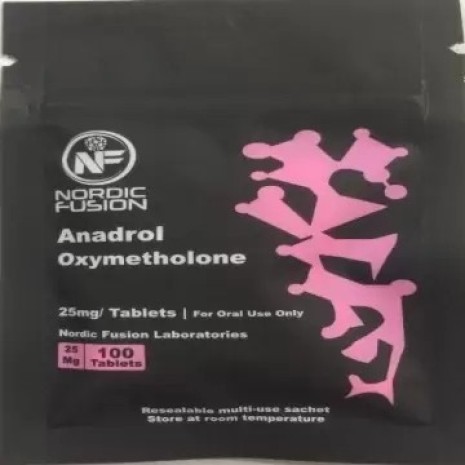 NF
NORDIC
FUSION
Anadrol
Oxymetholone
25mg/ Tablets | For Oral Use Only
Nordic Fusion Laboratories
25 Mg 100 Tablets
Resealable multi-use sachet
Store at room temperature